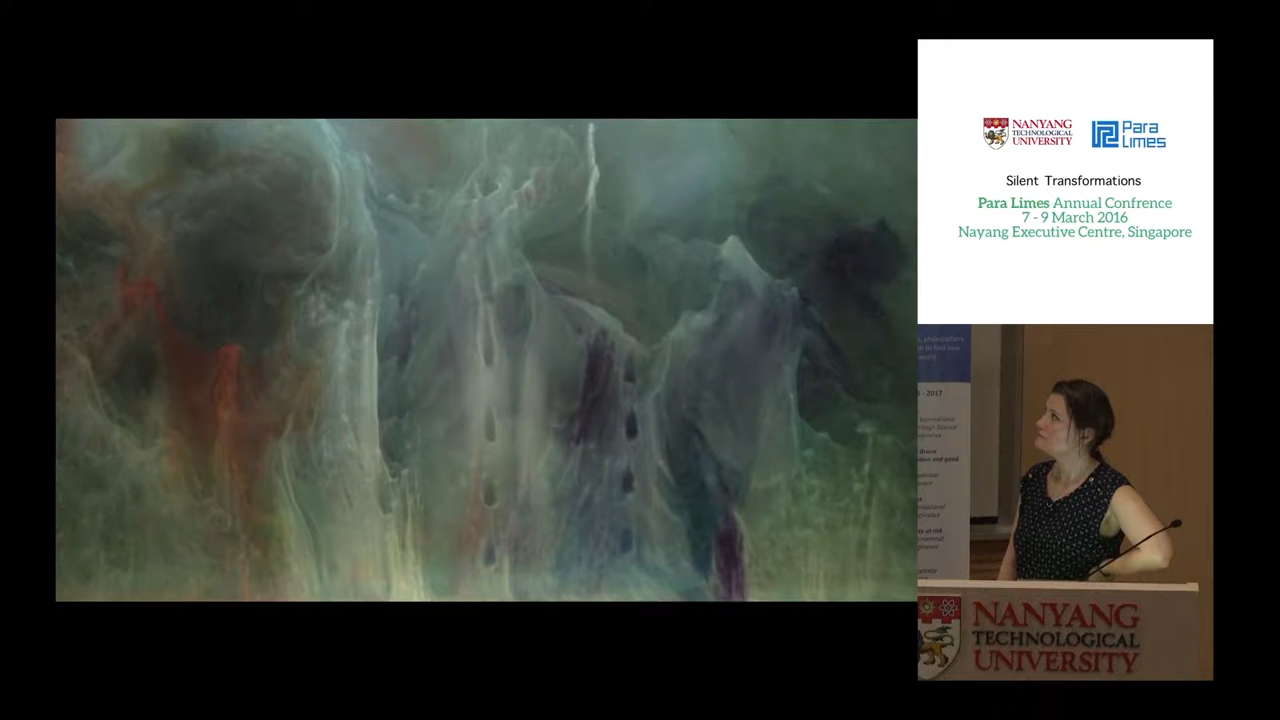 NANYANG
TECHNOLOGICAL
UNIVERSITY
Para
Limes
Silent Transformations
Para Limes Annual Confrence
7 - 9 March 2016
Nayang Executive Centre, Singapore
- 2017
NANYANG
TECHNOLOGICAL
UNIVERSITY